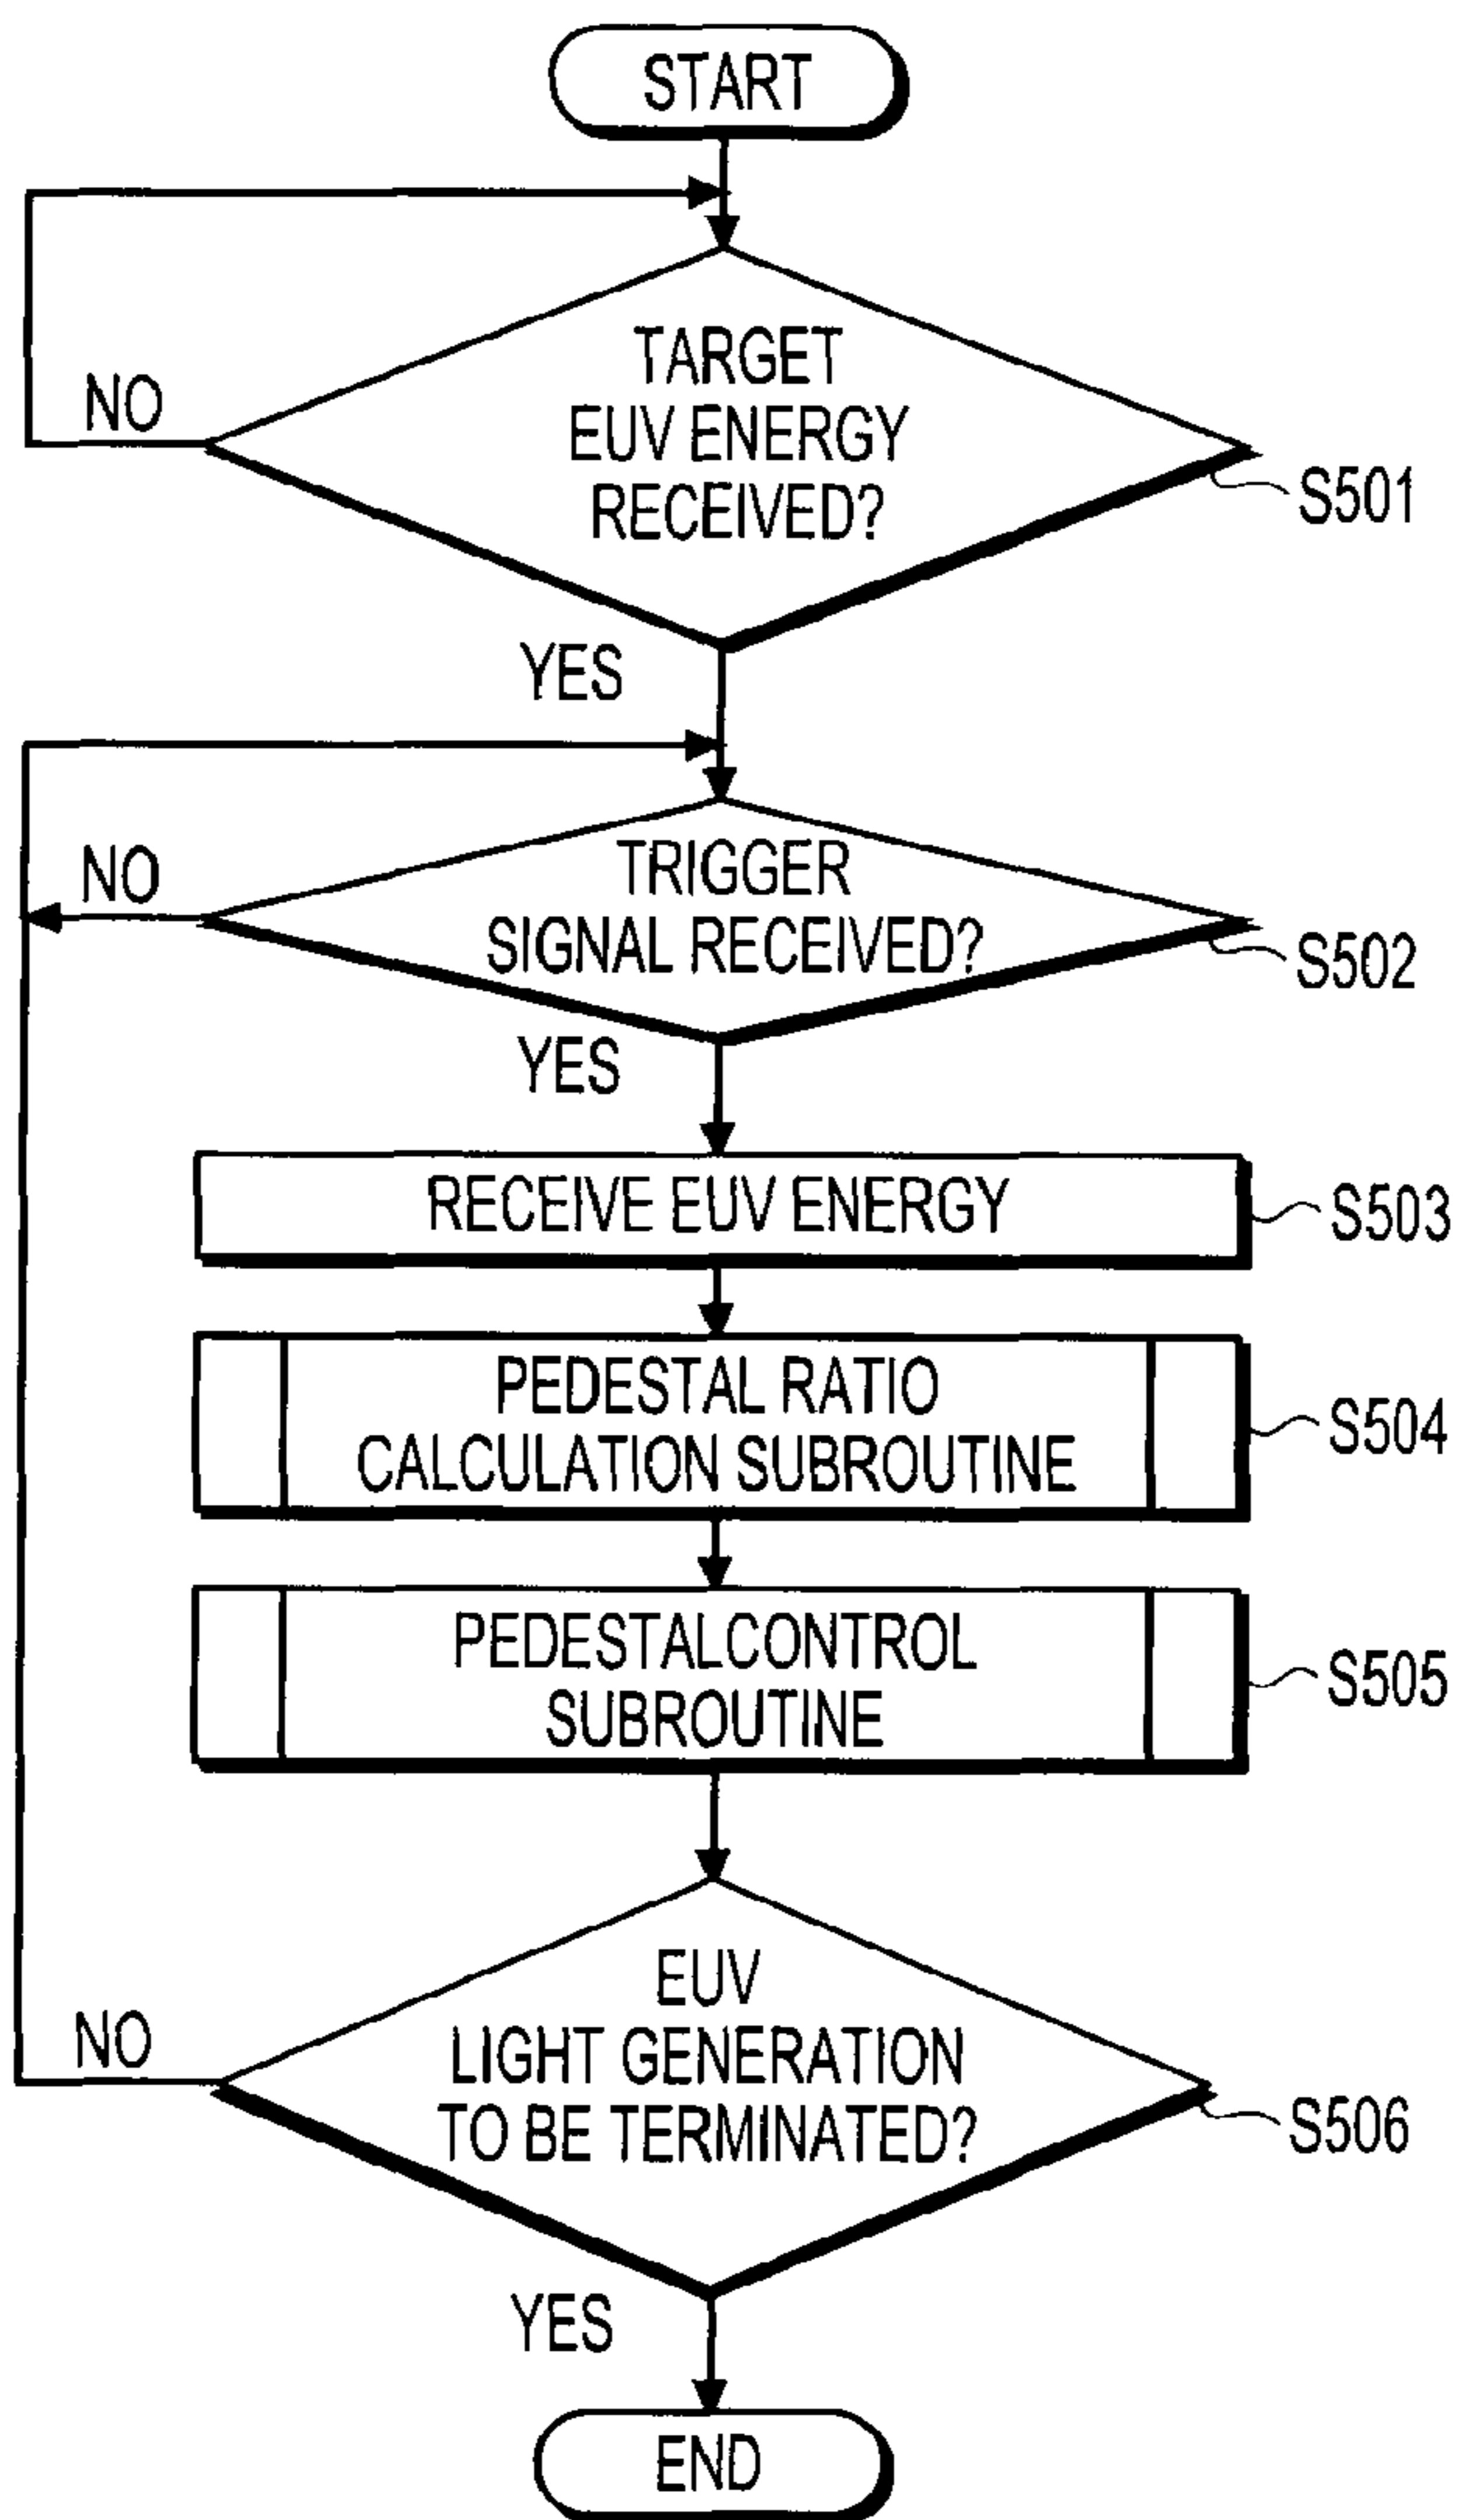 START
TARGET
EUV ENERGY
RECEIVED?
NO
S501
YES
TRIGGER
SIGNAL RECEIVED?
NO
S502
YES
RECEIVE EUV ENERGY
S503
PEDESTAL RATIO
CALCULATION SUBROUTINE
S504
PEDESTALCONTROL
SUBROUTINE
S505
EUV
LIGHT GENERATION
TO BE TERMINATED?
NO
S506
YES
END